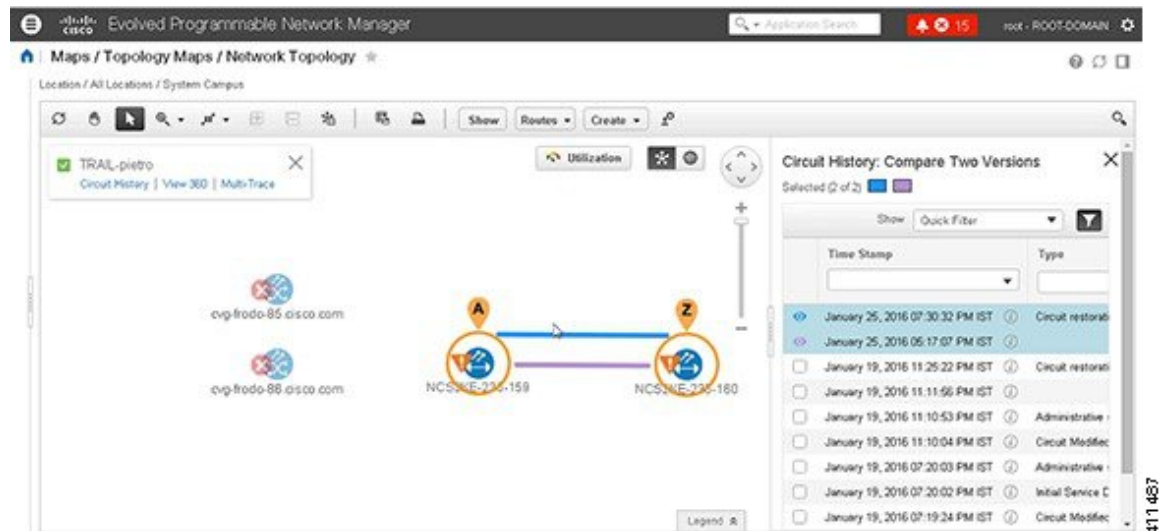 cisco Evolved Programmable Network Manager
Application Search
15
root - ROOT-DOMAIN
Maps / Topology Maps / Network Topology
Location / All Locations / System Campus
Show
Routes
Create
TRAIL-pietro
Circuit History | View 360 | Multi-Trace
Utilization
cvg-frodo-85.cisco.com
cvg-frodo-88.cisco.com
A
Z
Legend
Circuit History: Compare Two Versions
Selected (2 of 2)
Show Quick Filter
Time Stamp Type
January 25, 2016 07:30:32 PM IST Circuit restorati
January 25, 2016 05:17:07 PM IST
January 19, 2016 11:25:22 PM IST Circuit restorati
January 19, 2016 11:11:56 PM IST
January 19, 2016 11:10:53 PM IST Administrative
January 19, 2016 11:10:04 PM IST Circuit Modified
January 19, 2016 07:20:03 PM IST Administrative
January 19, 2016 07:20:02 PM IST Initial Service D
January 19, 2016 07:19:24 PM IST Circuit Modified